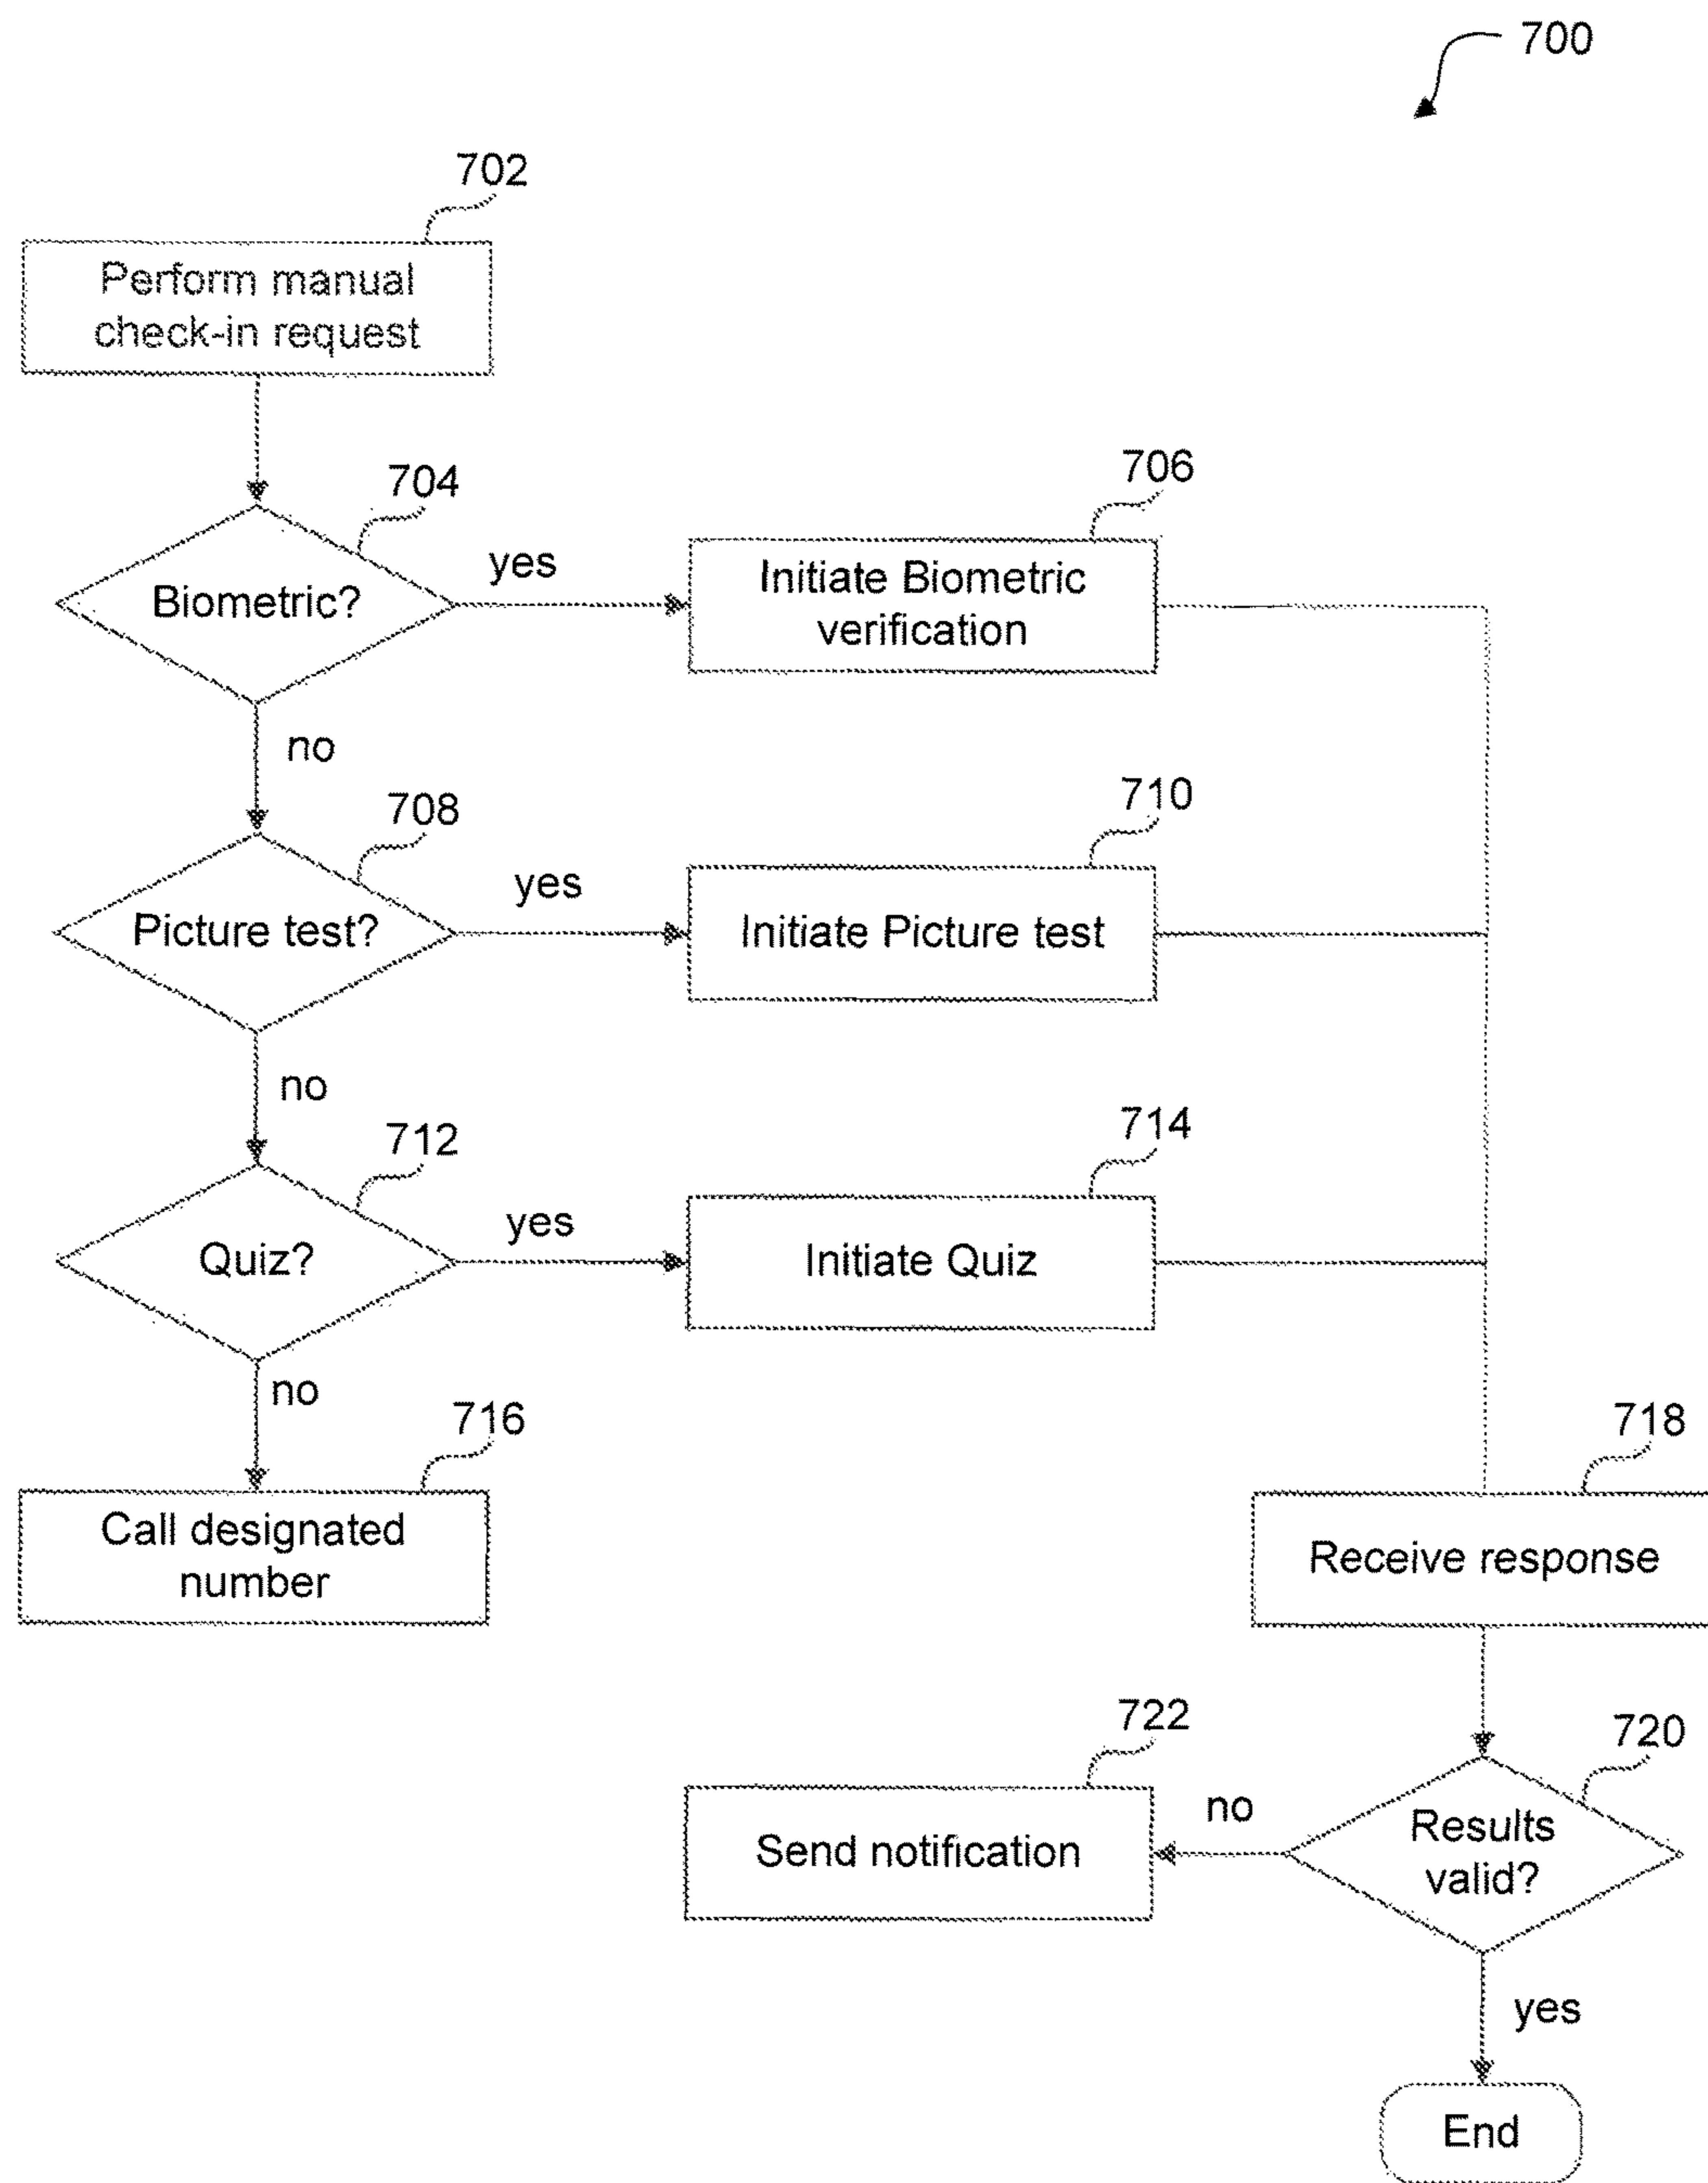 700
702
Perform manual
check-in request
704
Biometric?
yes
706
Initiate Biometric
verification
no
708
Picture test?
yes
710
Initiate Picture test
no
712
Quiz?
yes
714
Initiate Quiz
no
716
Call designated
number
718
Receive response
720
Results
valid?
no
722
Send notification
yes
End